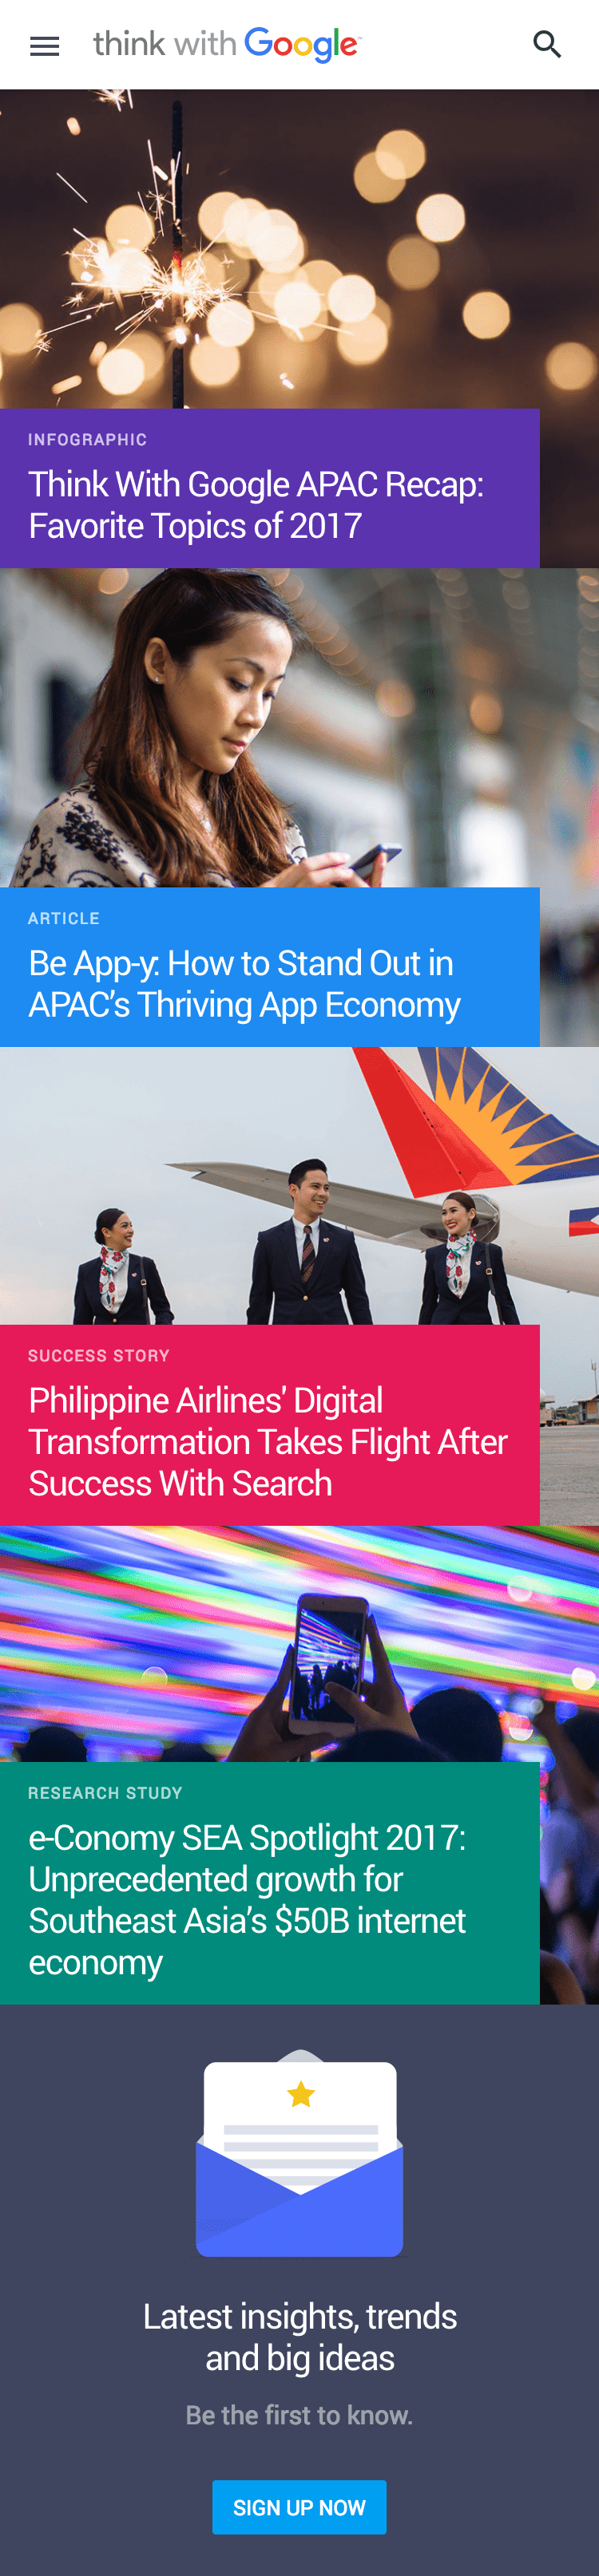 think with Google
INFOGRAPHIC
Think With Google APAC Recap:
Favorite Topics of 2017
ARTICLE
Be App-y: How to Stand Out in
APAC’s Thriving App Economy
SUCCESS STORY
Philippine Airlines’ Digital
Transformation Takes Flight After
Success With Search
RESEARCH STUDY
e-Conomy SEA Spotlight 2017:
Unprecedented growth for
Southeast Asia’s $50B internet
economy
Latest insights, trends
and big ideas
Be the first to know.
SIGN UP NOW